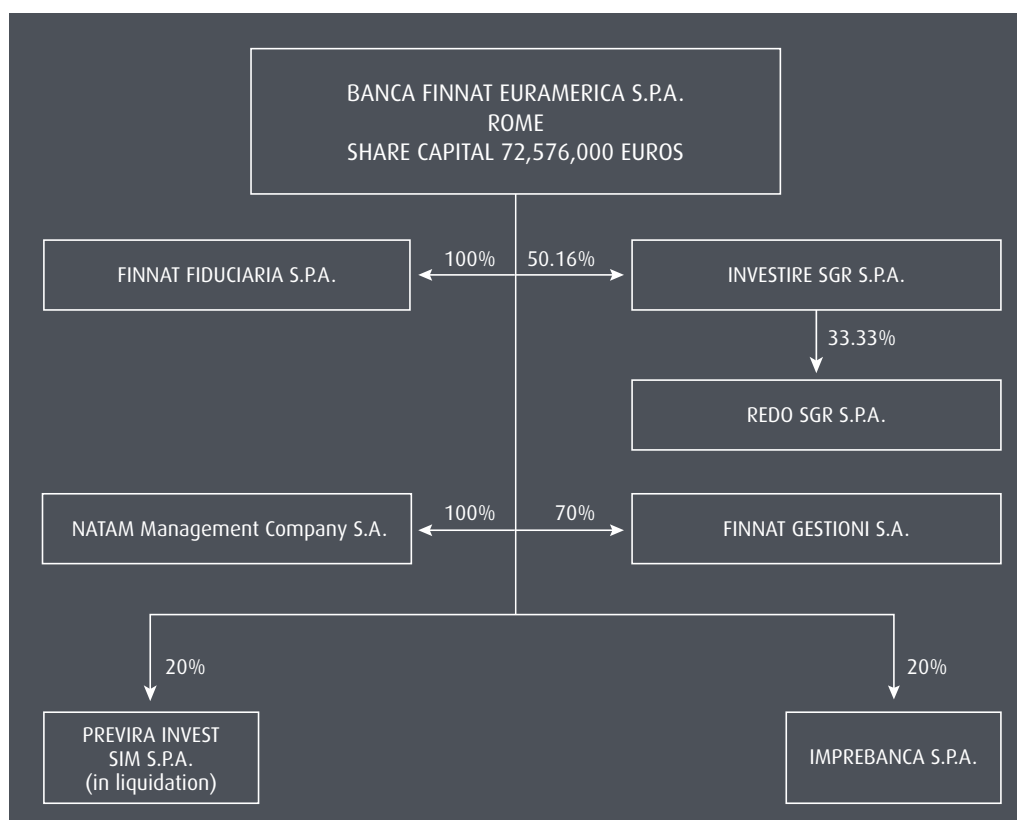 BANCA FINNAT EURAMERICA S.P.A.
ROME
SHARE CAPITAL 72,576,000 EUROS
FINNAT FIDUCIARIA S.P.A.
100%
50.16%
INVESTIRE SGR S.P.A.
33.33%
REDO SGR S.P.A.
NATAM Management Company S.A.
100%
70%
FINNAT GESTIONI S.A.
20%
20%
PREVIRA INVEST
SIM S.P.A.
(in liquidation)
IMPREBANCA S.P.A.